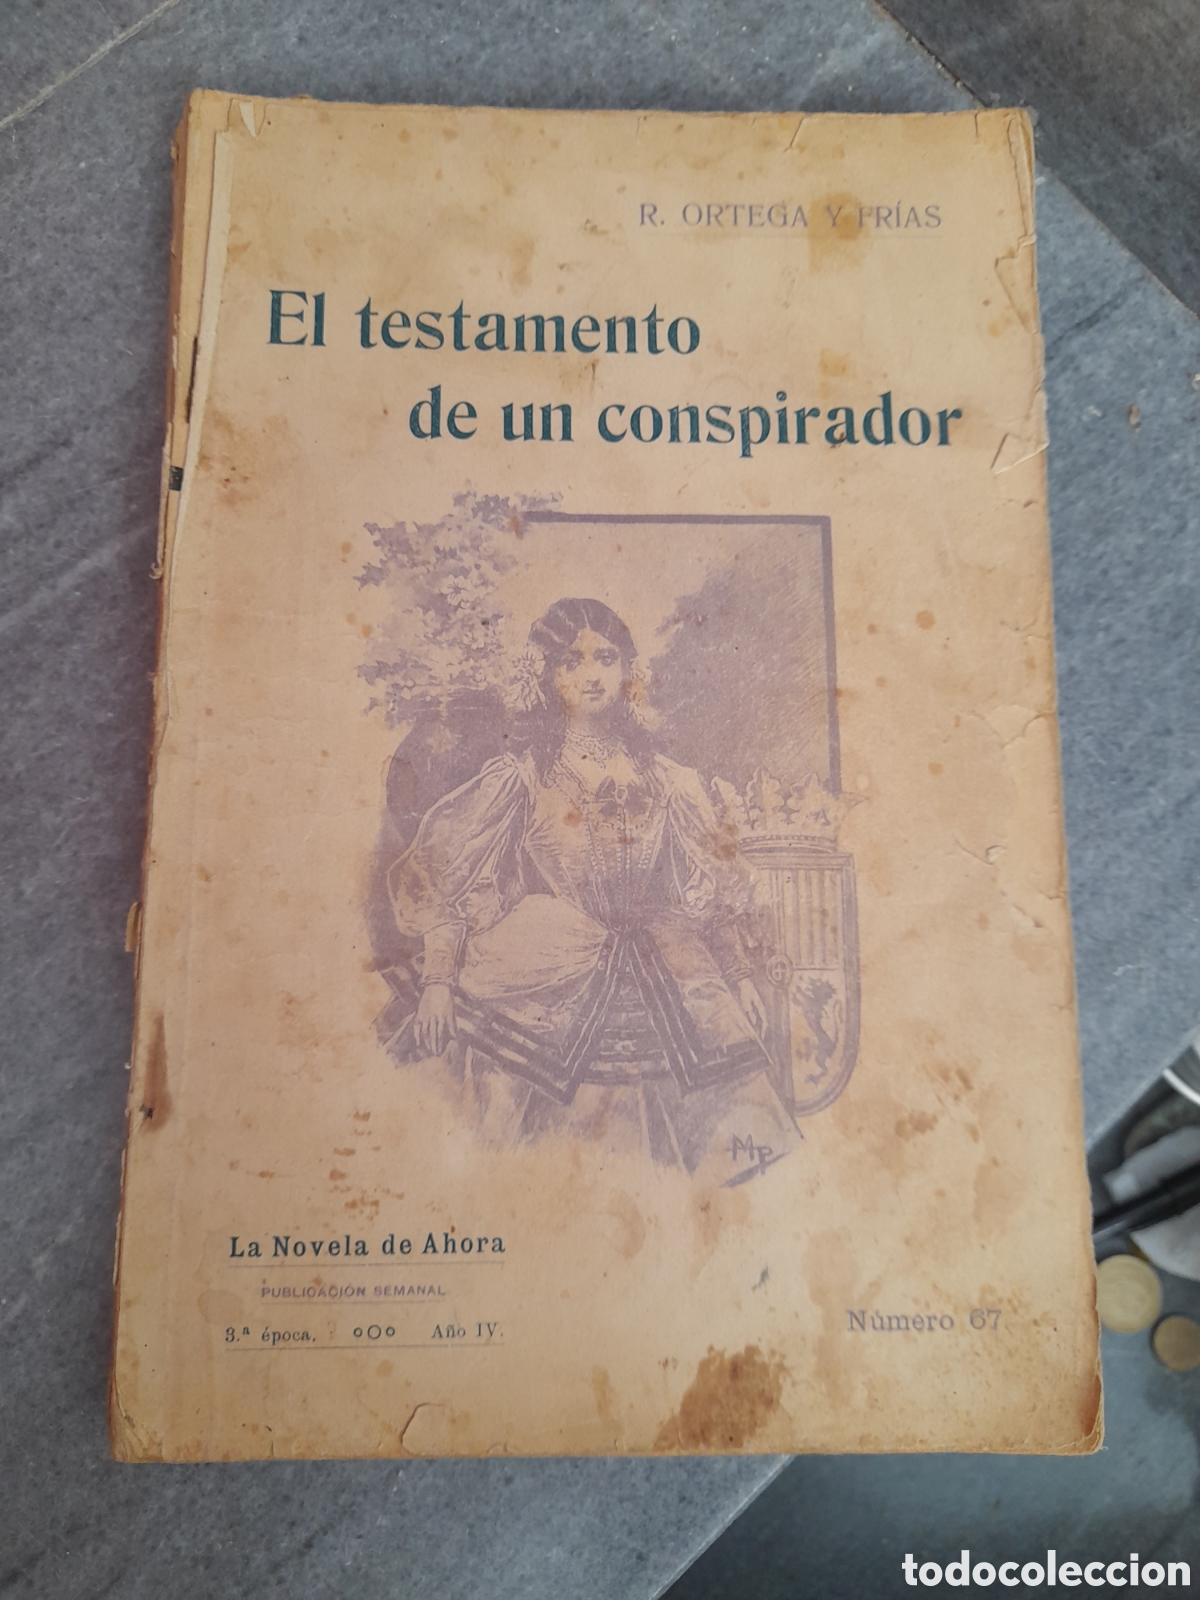 R. ORTEGA Y FRÍAS
El testamento
de un conspirador
MP
La Novela de Ahora
PUBLICACIÓN SEMANAL
3.ª época. oOo Año IV.
Número 67.
todocoleccion